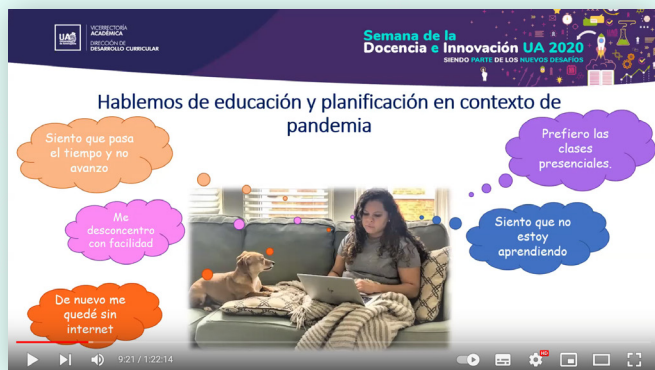 UA
VICERRECTORÍA
ACADÉMICA
DIRECCIÓN DE
DESARROLLO CURRICULAR
Semana de la
Docencia e Innovación UA 2020
SIENDO PARTE DE LOS NUEVOS DESAFÍOS
Hablemos de educación y planificación en contexto de
pandemia
Siento que pasa
el tiempo y no
avanzo
Prefiero las
clases
presenciales.
Me
desconcentro
con facilidad
Siento que no
estoy
aprendiendo
De nuevo me
quedé sin
internet
9:21 / 1:22:14
HD